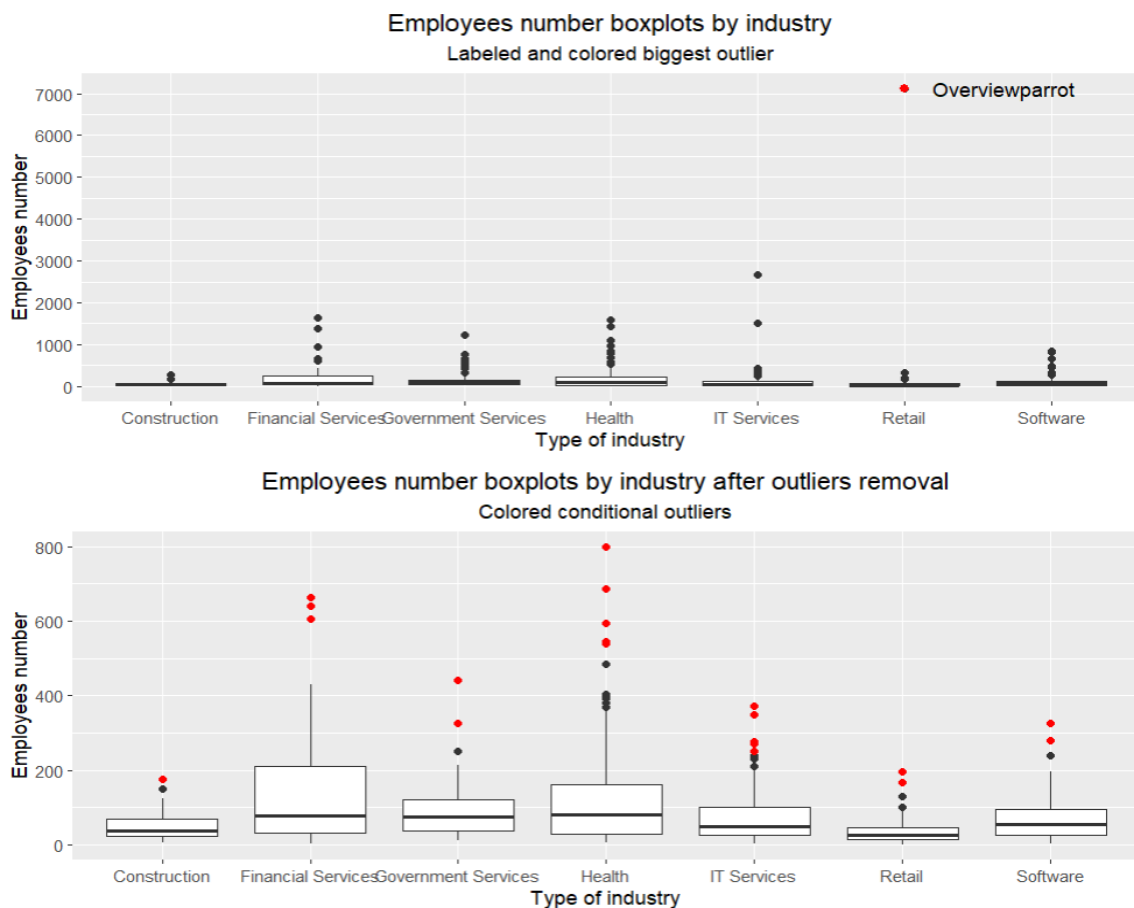 Employees number boxplots by industry
Labeled and colored biggest outlier
7000
6000
5000
4000
3000
2000
1000
0
Employees number
Overviewparrot
Construction
Financial Services
Government Services
Health
IT Services
Retail
Software
Type of industry
Employees number boxplots by industry after outliers removal
Colored conditional outliers
800
600
400
200
0
Employees number
Construction
Financial Services
Government Services
Health
IT Services
Retail
Software
Type of industry